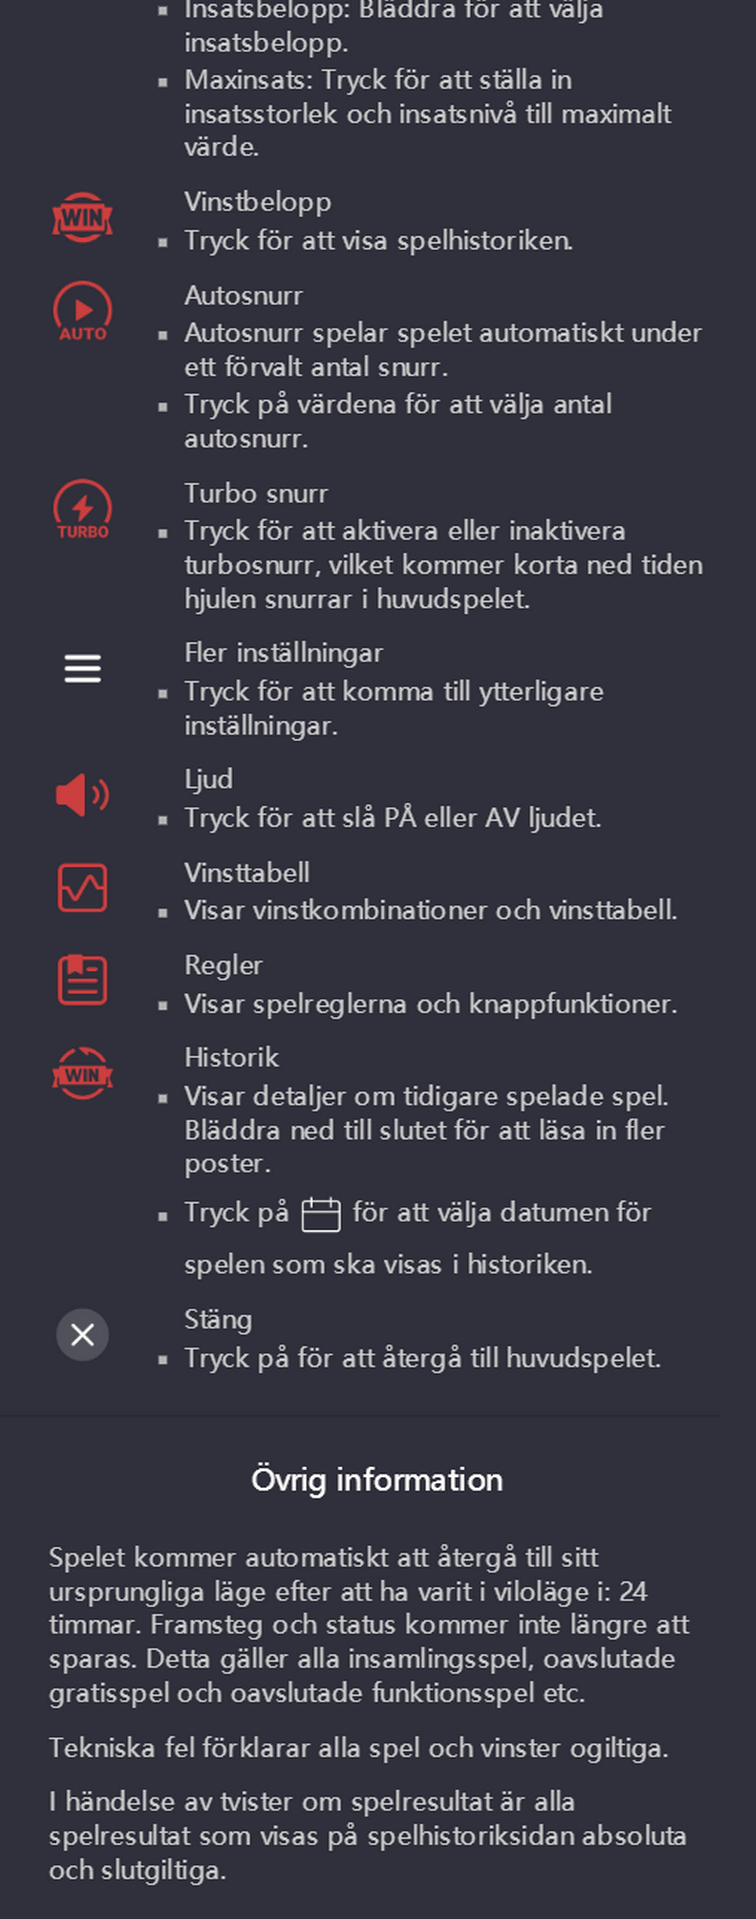 Insatsbelopp: Bläddra för att välja
insatsbelopp.
Maxinsats: Tryck för att ställa in
insatsstorlek och insatsnivå till maximalt
värde.
WIN
Vinstbelopp
Tryck för att visa spelhistoriken.
Autosnurr
AUTO
Autosnurr spelar spelet automatiskt under
ett förvalt antal snurr.
Tryck på värdena för att välja antal
autosnurr.
Turbo snurr
TURBO
Tryck för att aktivera eller inaktivera
turbosnurr, vilket kommer korta ned tiden
hjulen snurrar i huvudspelet.
Fler inställningar
Tryck för att komma till ytterligare
inställningar.
Ljud
Tryck för att slå PÅ eller AV ljudet.
Vinsttabell
Visar vinstkombinationer och vinsttabell.
Regler
Visar spelreglerna och knappfunktioner.
Historik
WIN
Visar detaljer om tidigare spelade spel.
Bläddra ned till slutet för att läsa in fler
poster.
Tryck på för att välja datumen för
spelen som ska visas i historiken.
Stäng
Tryck på för att återgå till huvudspelet.
Övrig information
Spelet kommer automatiskt att återgå till sitt
ursprungliga läge efter att ha varit i viloläge i: 24
timmar. Framsteg och status kommer inte längre att
sparas. Detta gäller alla insamlingsspel, oavslutade
gratisspel och oavslutade funktionsspel etc.
Tekniska fel förklarar alla spel och vinster ogiltiga.
I händelse av tvister om spelresultat är alla
spelresultat som visas på spelhistoriksidan absoluta
och slutgiltiga.